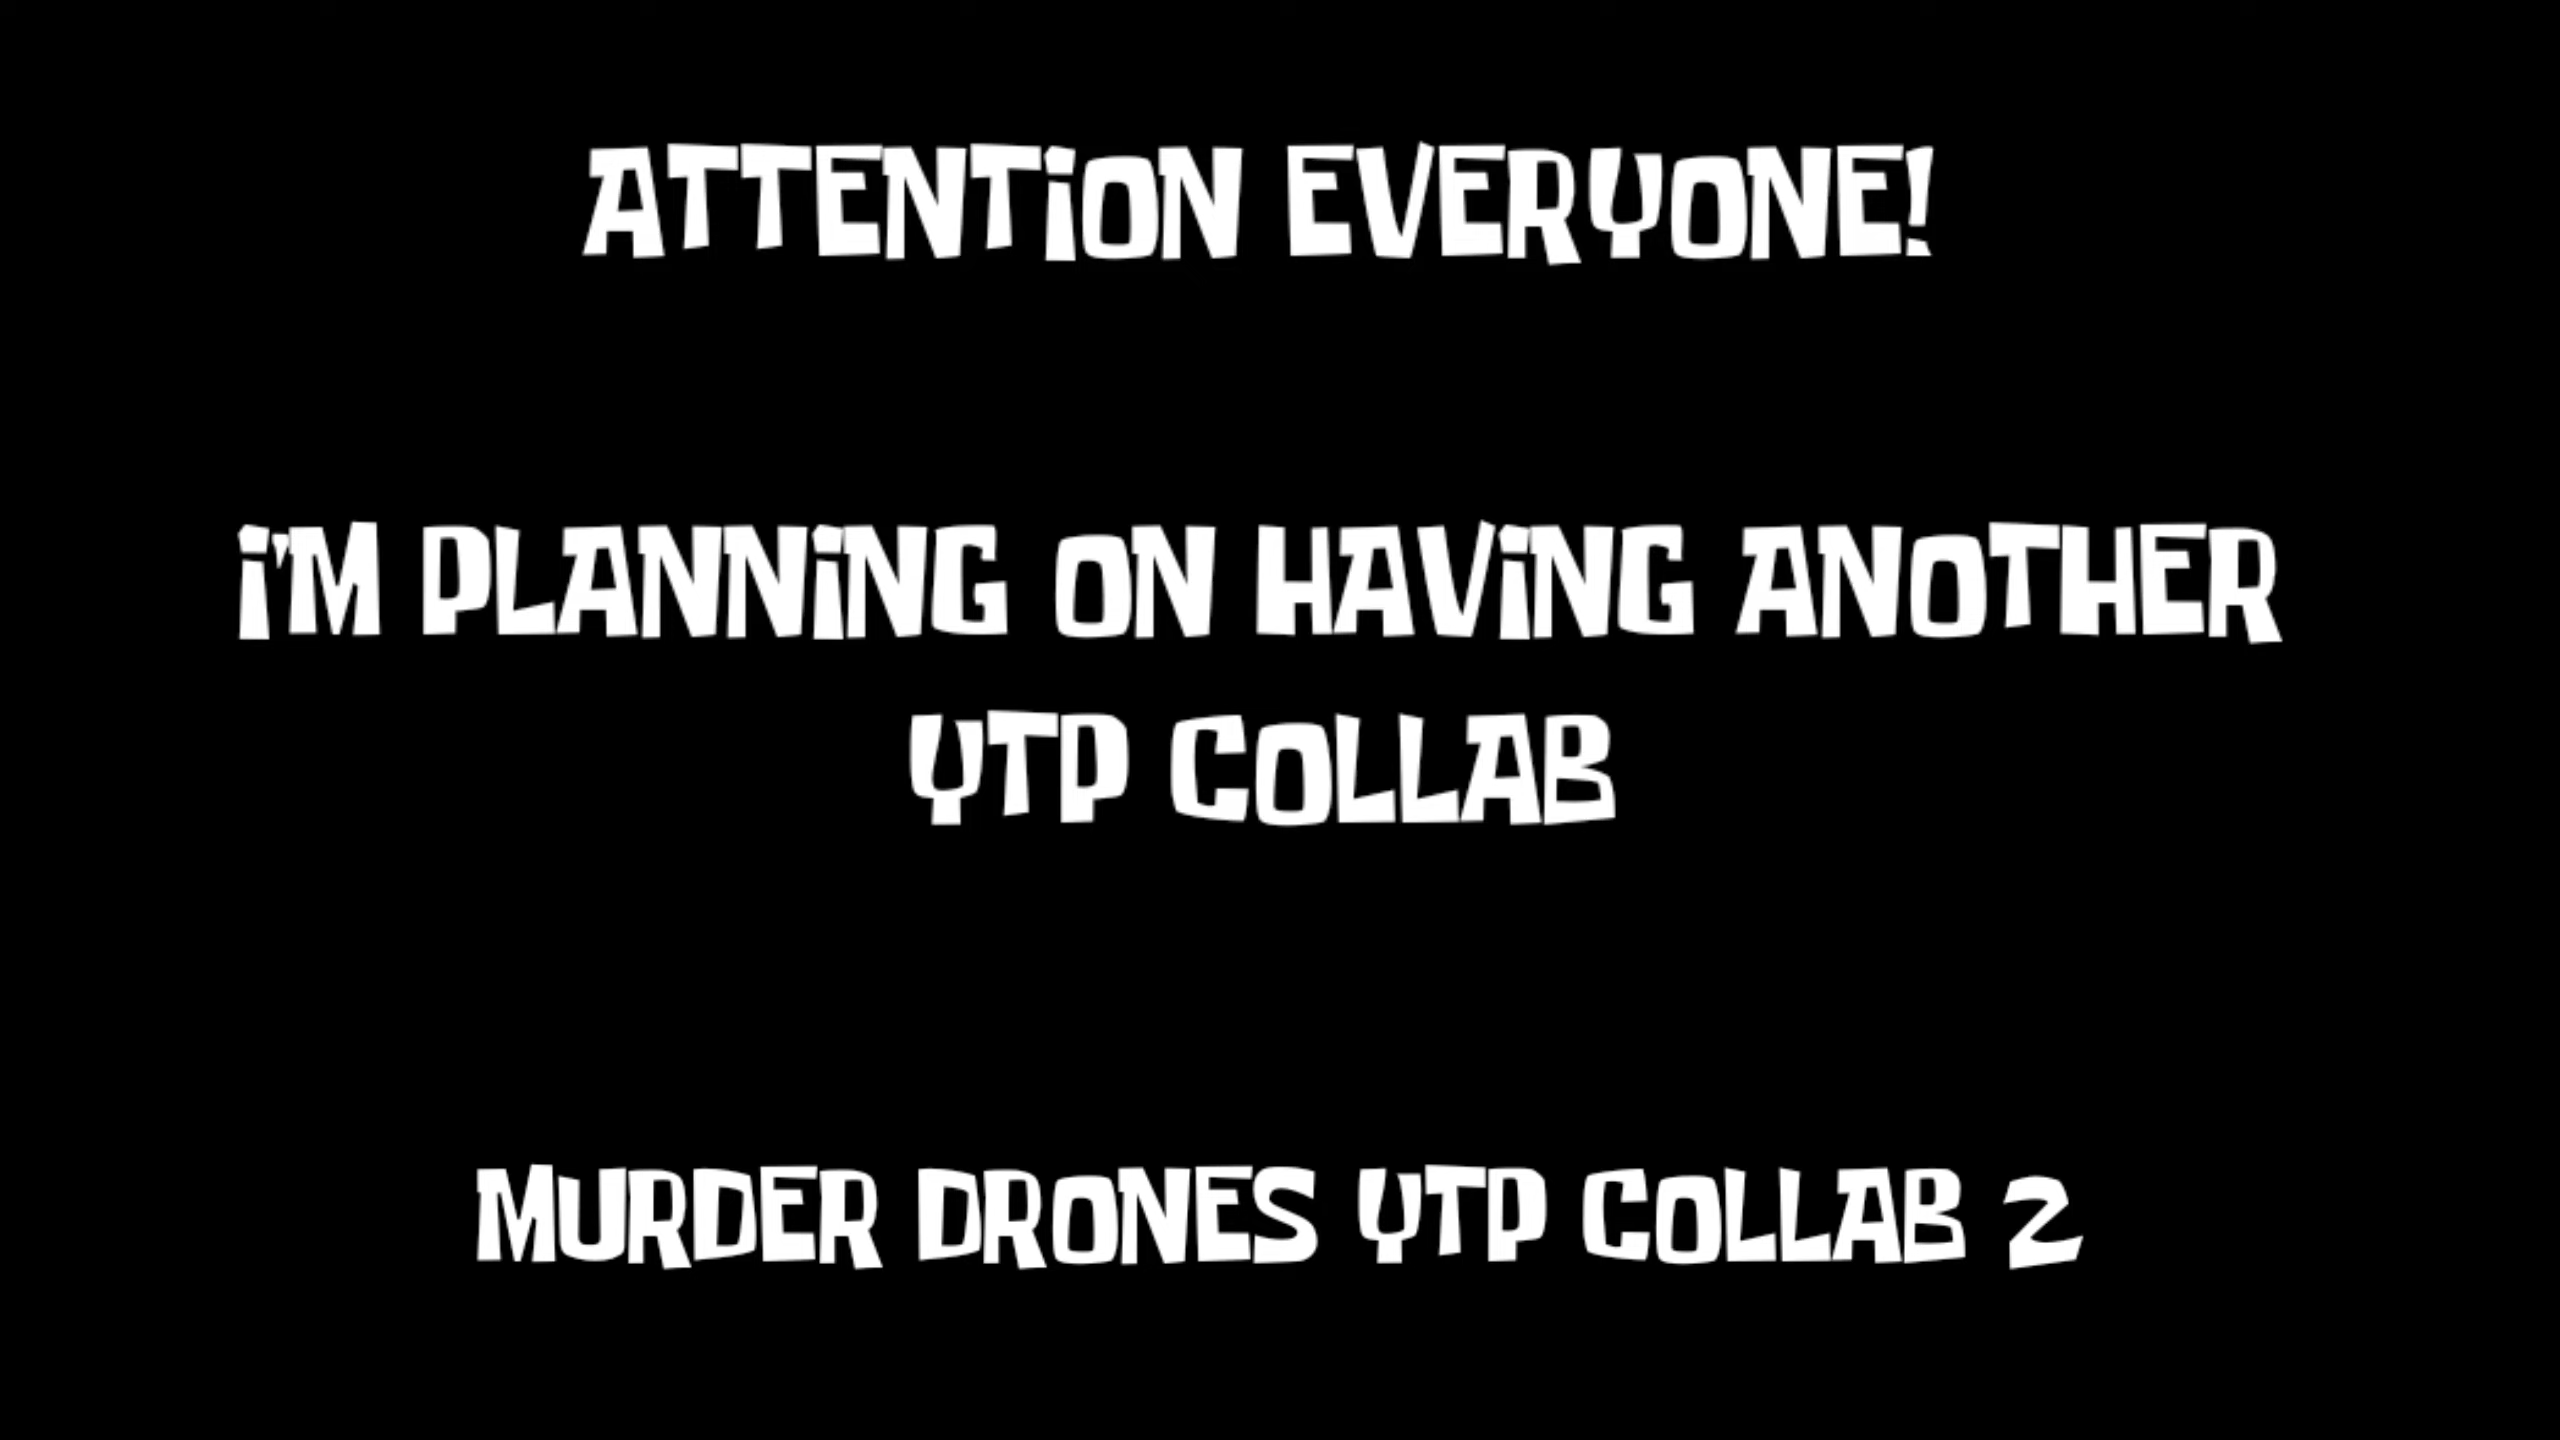 ATTENTiON EVERYONE!
i'M PLANNiNG ON HAViNG ANOTHER
YTP COLLAB
MURDER DRONES YTP COLLAB 2